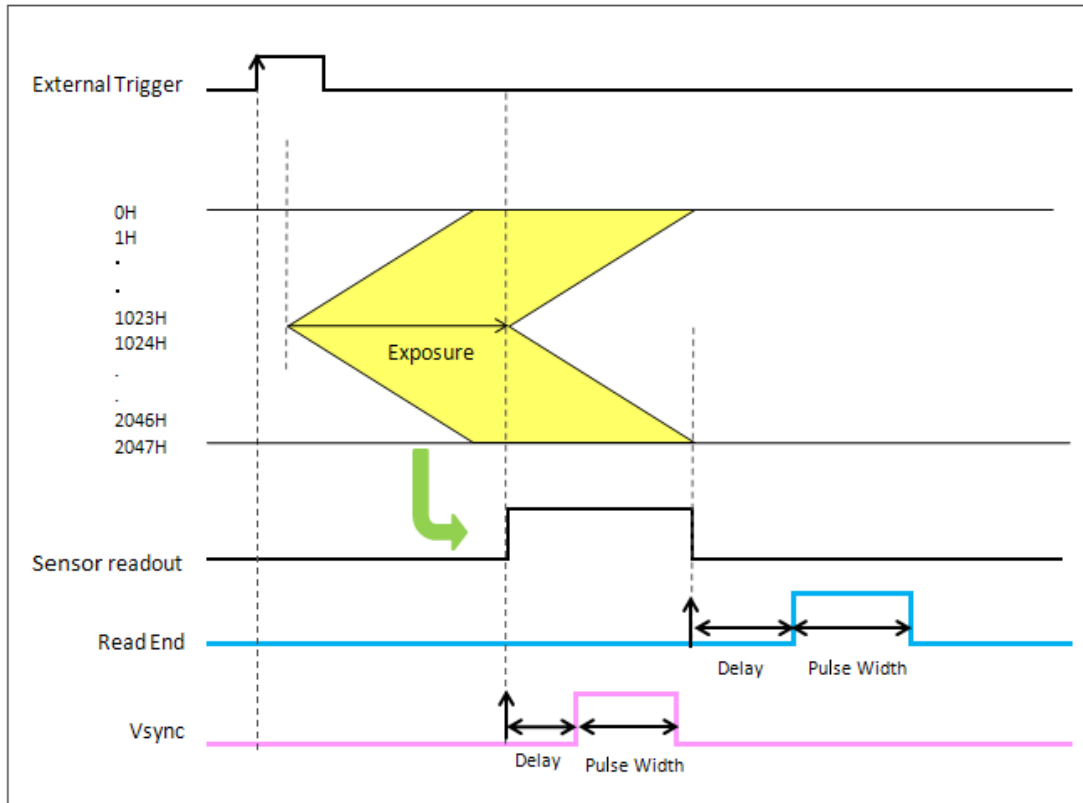 External Trigger
0H
1H
.
.
1023H
1024H
.
.
2046H
2047H
Exposure
Sensor readout
Read End
Delay
Pulse Width
Vsync
Delay
Pulse Width